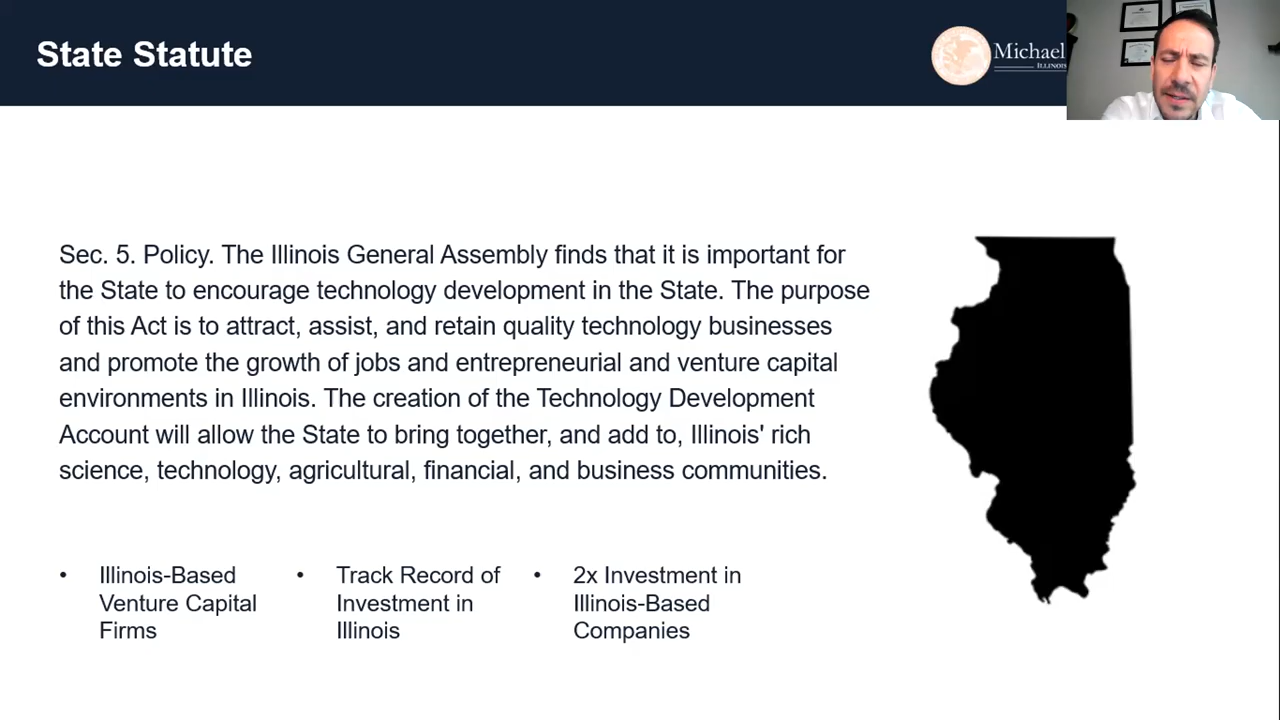 State Statute
Michael
ILLINOIS
Sec. 5. Policy. The Illinois General Assembly finds that it is important for
the State to encourage technology development in the State. The purpose
of this Act is to attract, assist, and retain quality technology businesses
and promote the growth of jobs and entrepreneurial and venture capital
environments in Illinois. The creation of the Technology Development
Account will allow the State to bring together, and add to, Illinois' rich
science, technology, agricultural, financial, and business communities.
• Illinois-Based
Venture Capital
Firms
• Track Record of
Investment in
Illinois
• 2x Investment in
Illinois-Based
Companies